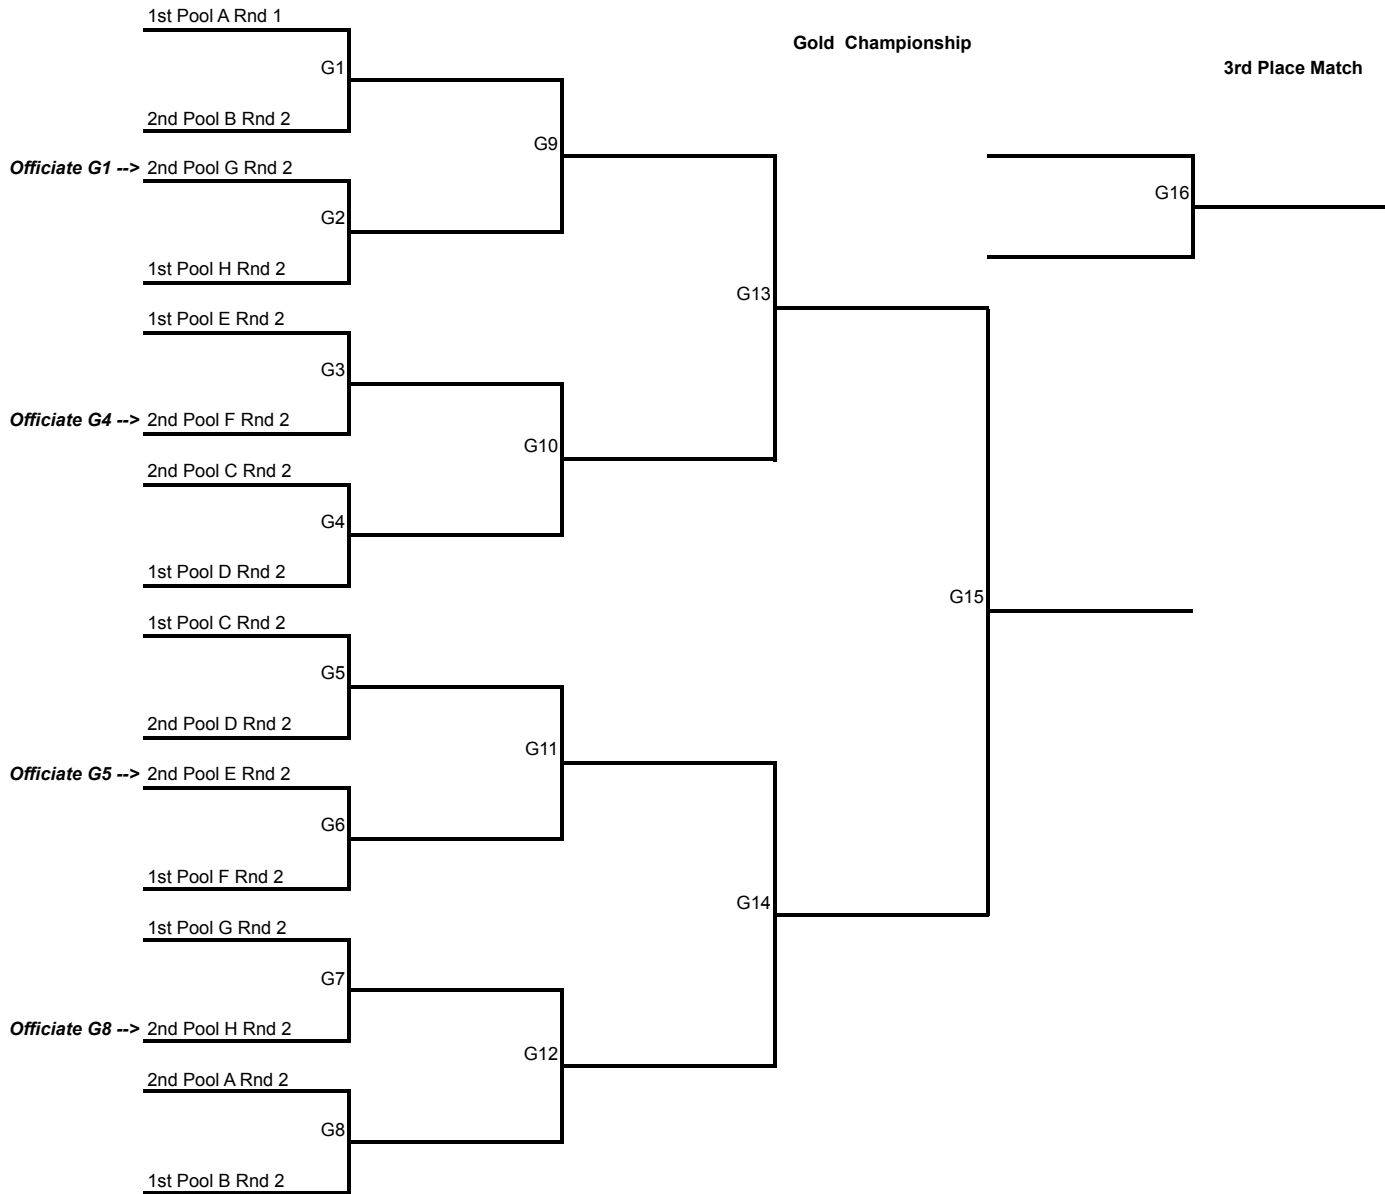 1st Pool A Rnd 1
Gold Championship
G1
3rd Place Match
2nd Pool B Rnd 2
G9
Officiate G1 --> 2nd Pool G Rnd 2
G16
G2
1st Pool H Rnd 2
G13
1st Pool E Rnd 2
G3
Officiate G4 --> 2nd Pool F Rnd 2
G10
2nd Pool C Rnd 2
G4
1st Pool D Rnd 2
G15
1st Pool C Rnd 2
G5
2nd Pool D Rnd 2
G11
Officiate G5 --> 2nd Pool E Rnd 2
G6
1st Pool F Rnd 2
G14
1st Pool G Rnd 2
G7
Officiate G8 --> 2nd Pool H Rnd 2
G12
2nd Pool A Rnd 2
G8
1st Pool B Rnd 2